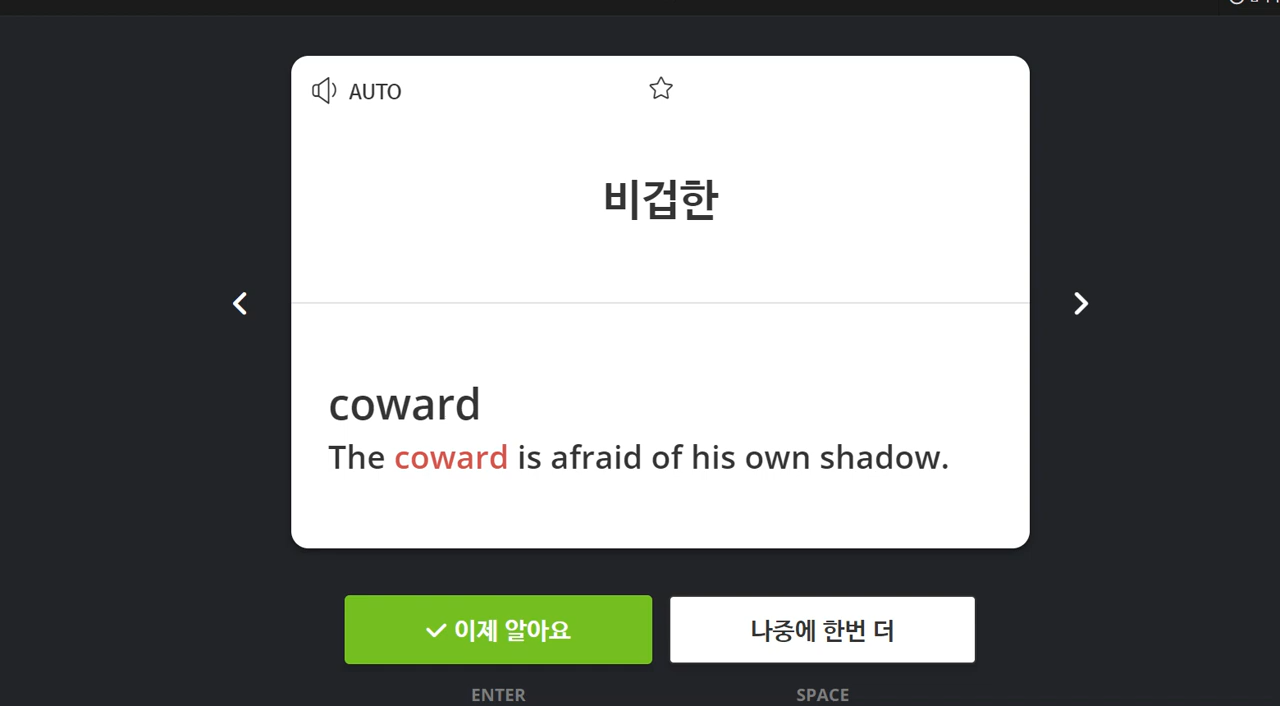 AUTO
비겁한
coward
The coward is afraid of his own shadow.
이제 알아요
나중에 한번 더
ENTER
SPACE